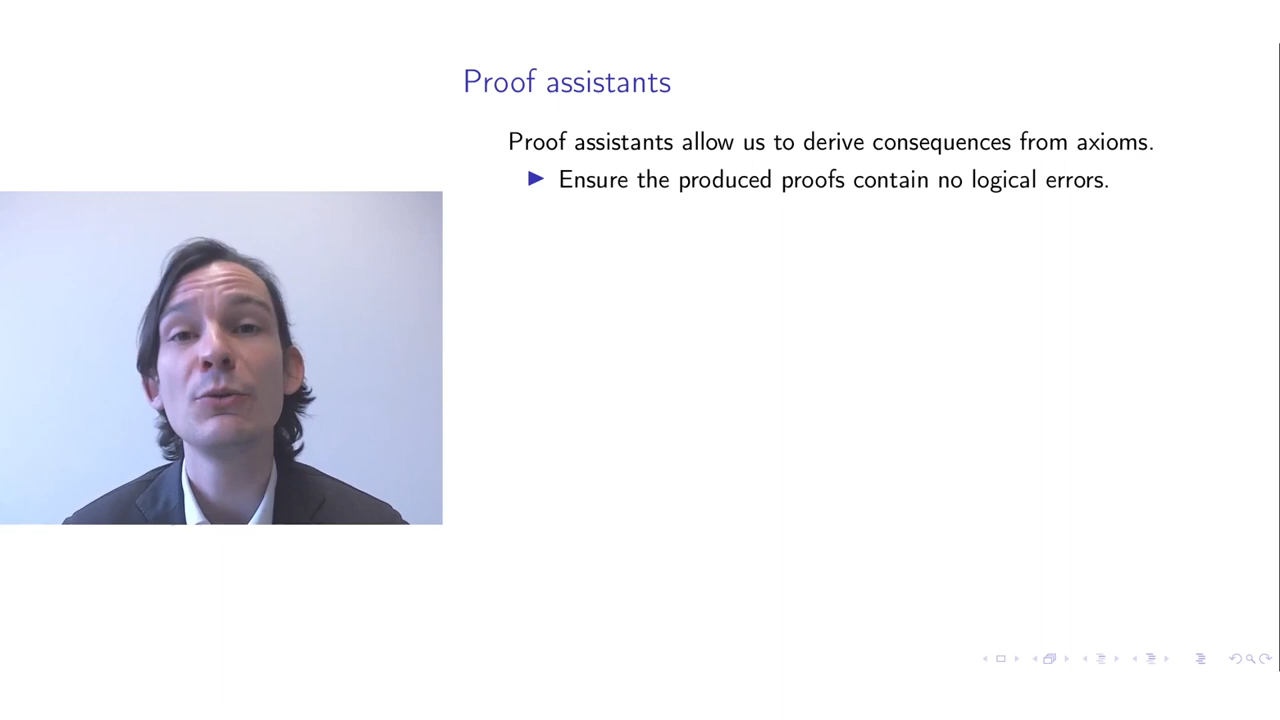 Proof assistants
Proof assistants allow us to derive consequences from axioms.
Ensure the produced proofs contain no logical errors.